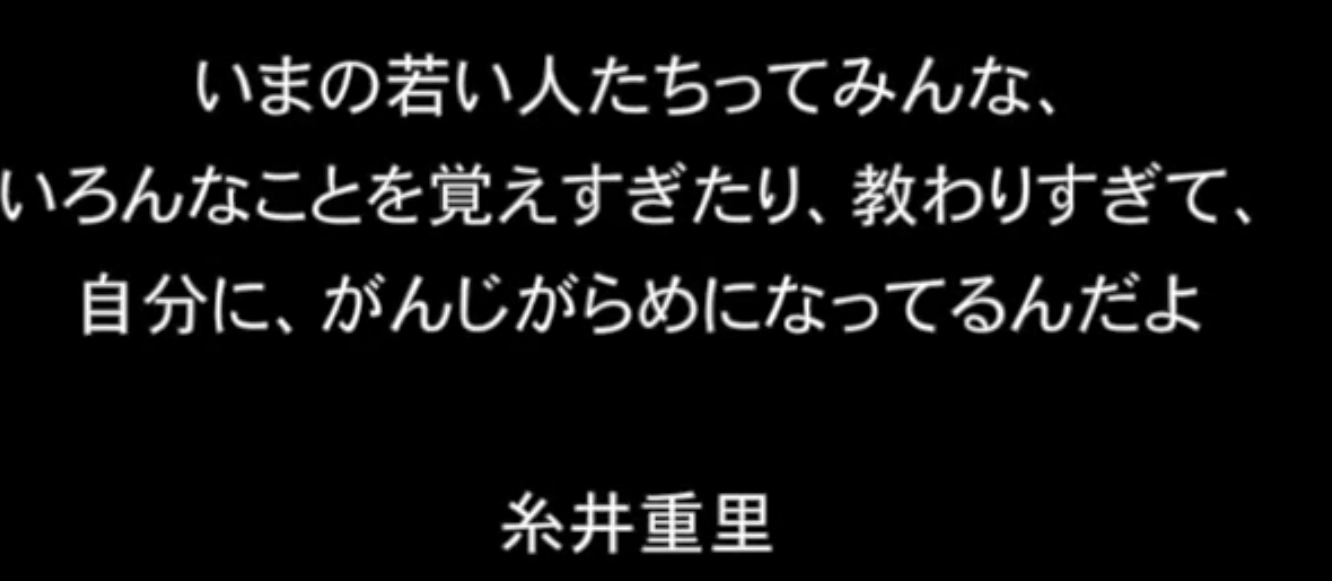 いまの若い人たちってみんな、
いろんなことを覚えすぎたり、教わりすぎて、
自分に、がんじがらめになってるんだよ
糸井重里